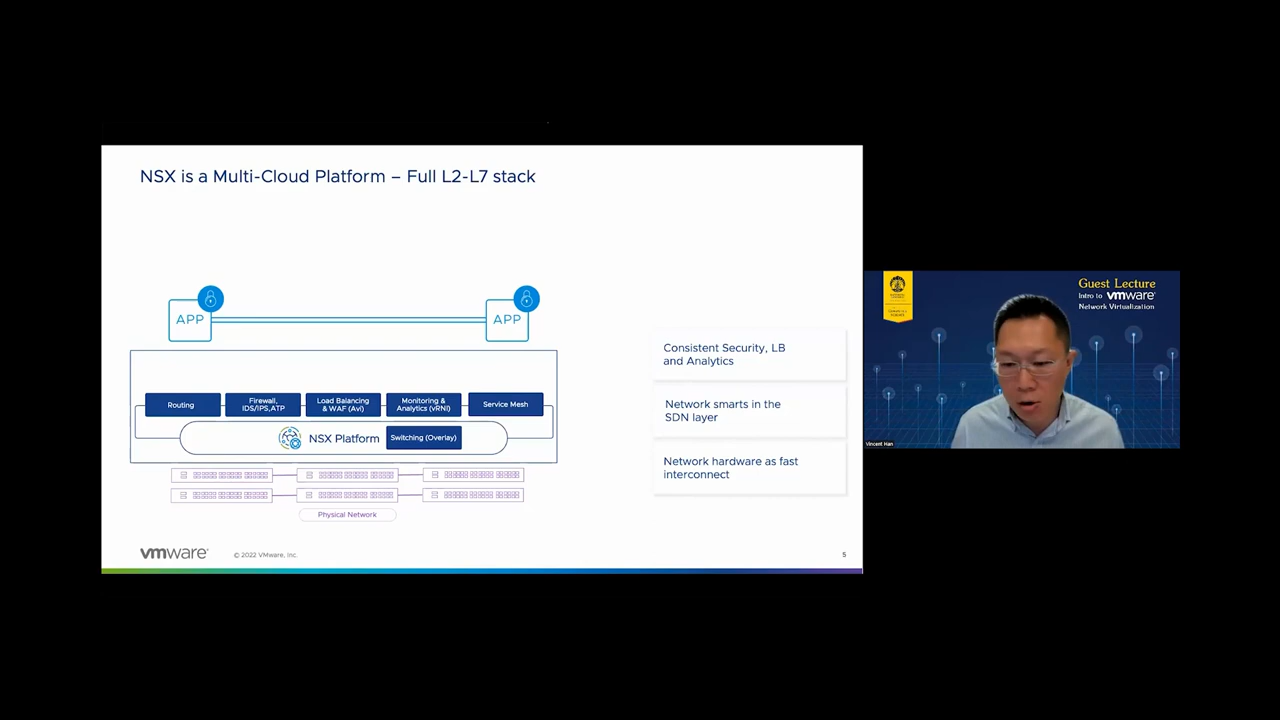 NSX is a Multi-Cloud Platform – Full L2-L7 stack
APP
APP
Routing
Firewall,
IDS/IPS,ATP
Load Balancing
& WAF (Avi)
Monitoring &
Analytics (vRNI)
Service Mesh
NSX Platform
Switching (Overlay)
Physical Network
Consistent Security, LB
and Analytics
Network smarts in the
SDN layer
Network hardware as fast
interconnect
vmware®
© 2022 VMware, Inc.
5
Guest Lecture
Intro to vmware®
Network Virtualization
Vincent Han